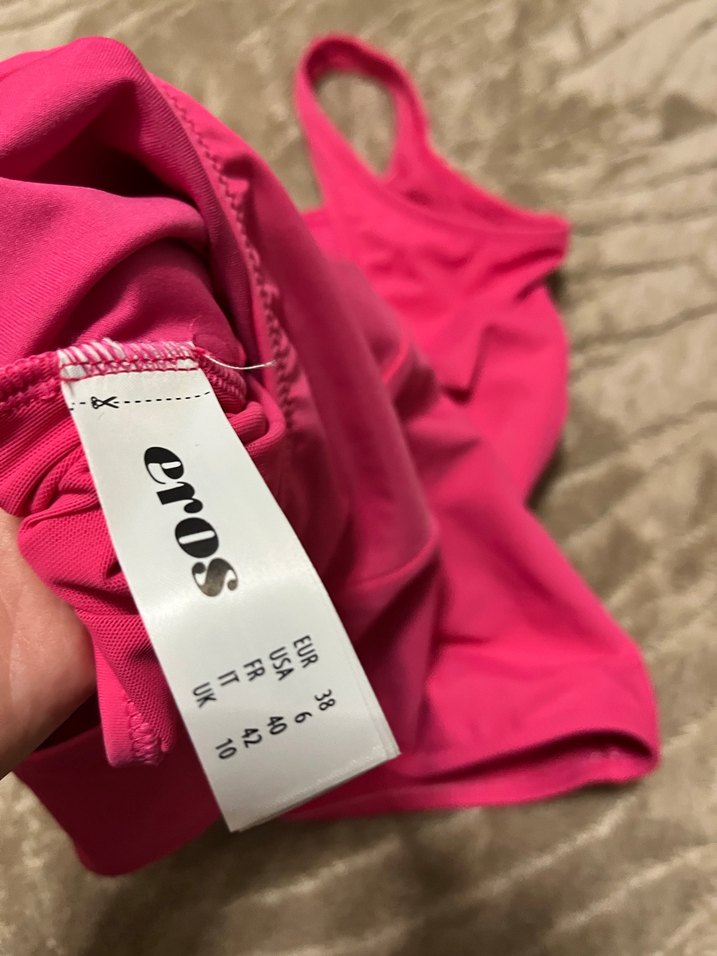 eros
EUR 38
USA 6
FR 40
IT 42
UK 10